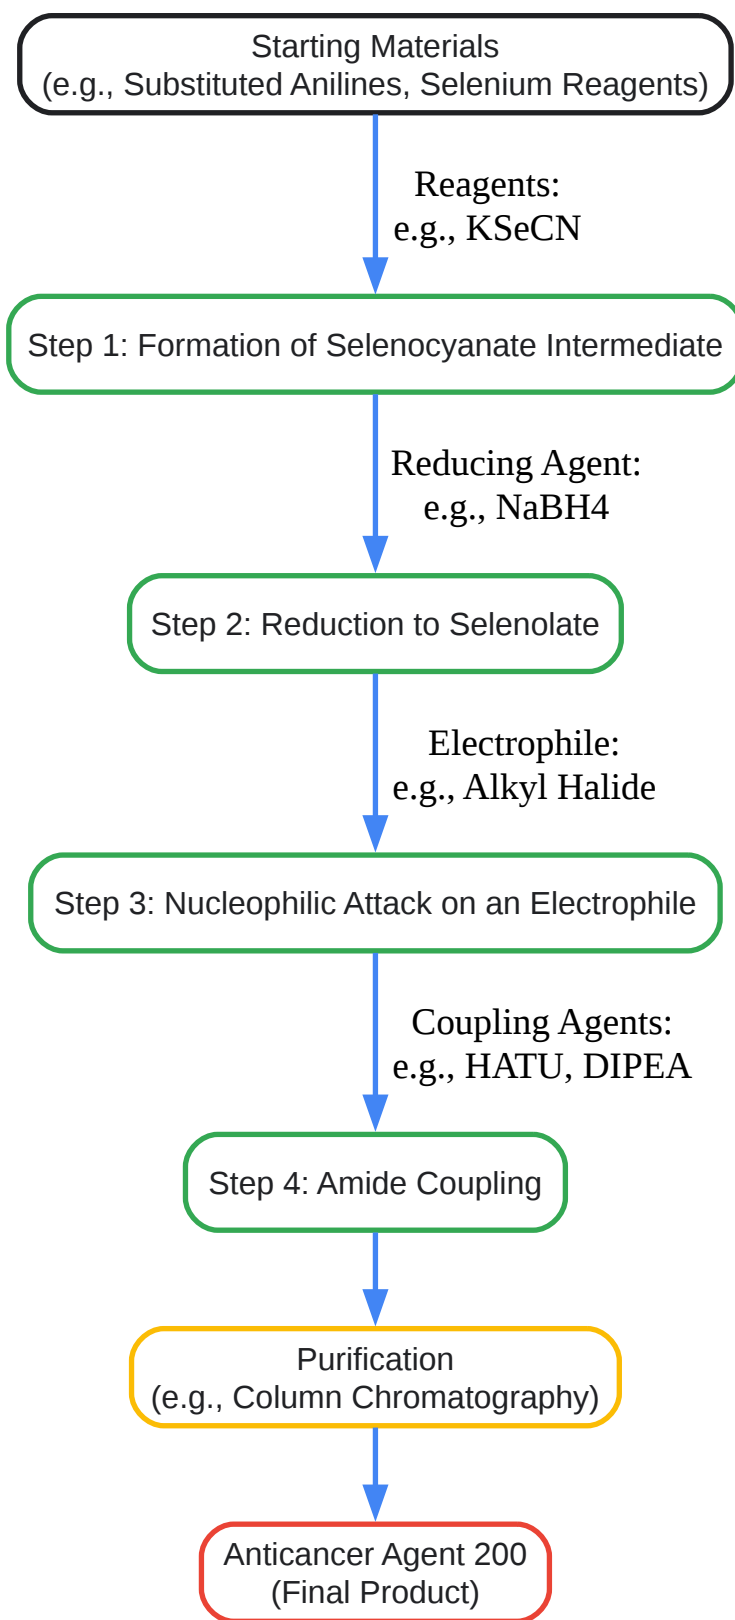 Starting Materials
(e.g., Substituted Anilines, Selenium Reagents)
Reagents:
e.g., KSeCN
Step 1: Formation of Selenocyanate Intermediate
Reducing Agent:
e.g., NaBH4
Step 2: Reduction to Selenolate
Electrophile:
e.g., Alkyl Halide
Step 3: Nucleophilic Attack on an Electrophile
Coupling Agents:
e.g., HATU, DIPEA
Step 4: Amide Coupling
Purification
(e.g., Column Chromatography)
Anticancer Agent 200
(Final Product)